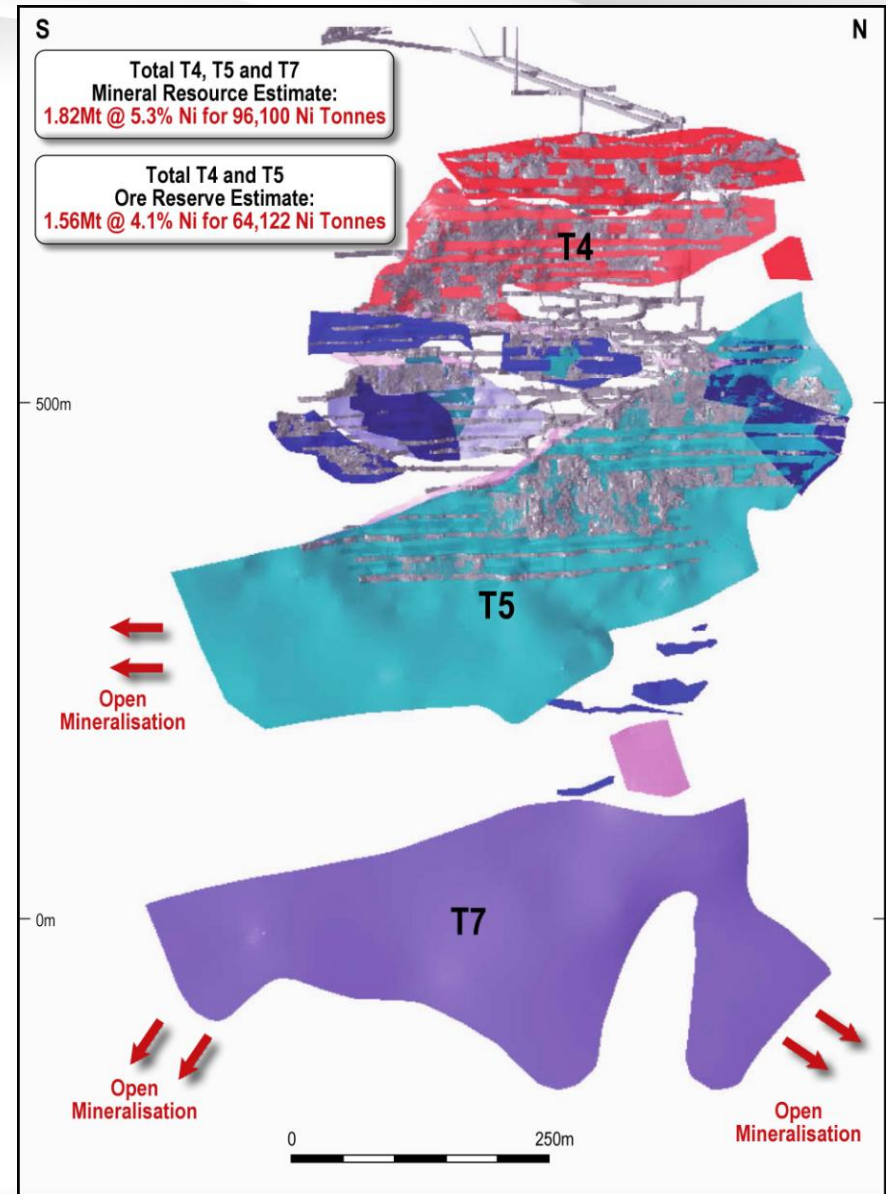 S
N
Total T4, T5 and T7
Mineral Resource Estimate:
1.82Mt @ 5.3% Ni for 96,100 Ni Tonnes
Total T4 and T5
Ore Reserve Estimate:
1.56Mt @ 4.1% Ni for 64,122 Ni Tonnes
T4
500m
T5
Open
Mineralisation
T7
0m
Open
Mineralisation
Open
Mineralisation
0
250m